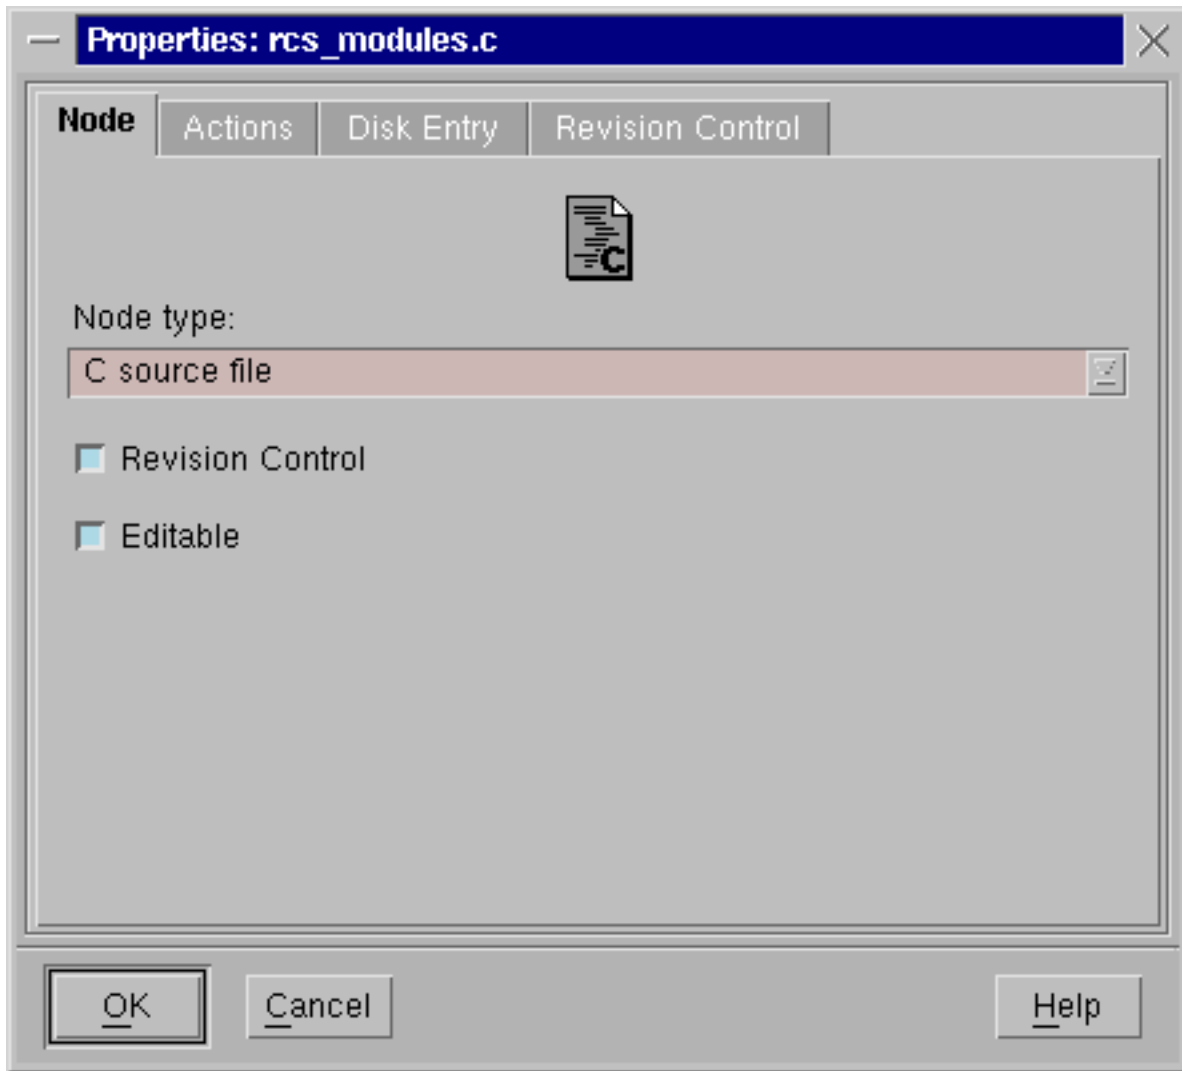 Properties: rcs_modules.c
Node Actions Disk Entry Revision Control
C
Node type:
C source file
Revision Control
Editable
OK Cancel Help